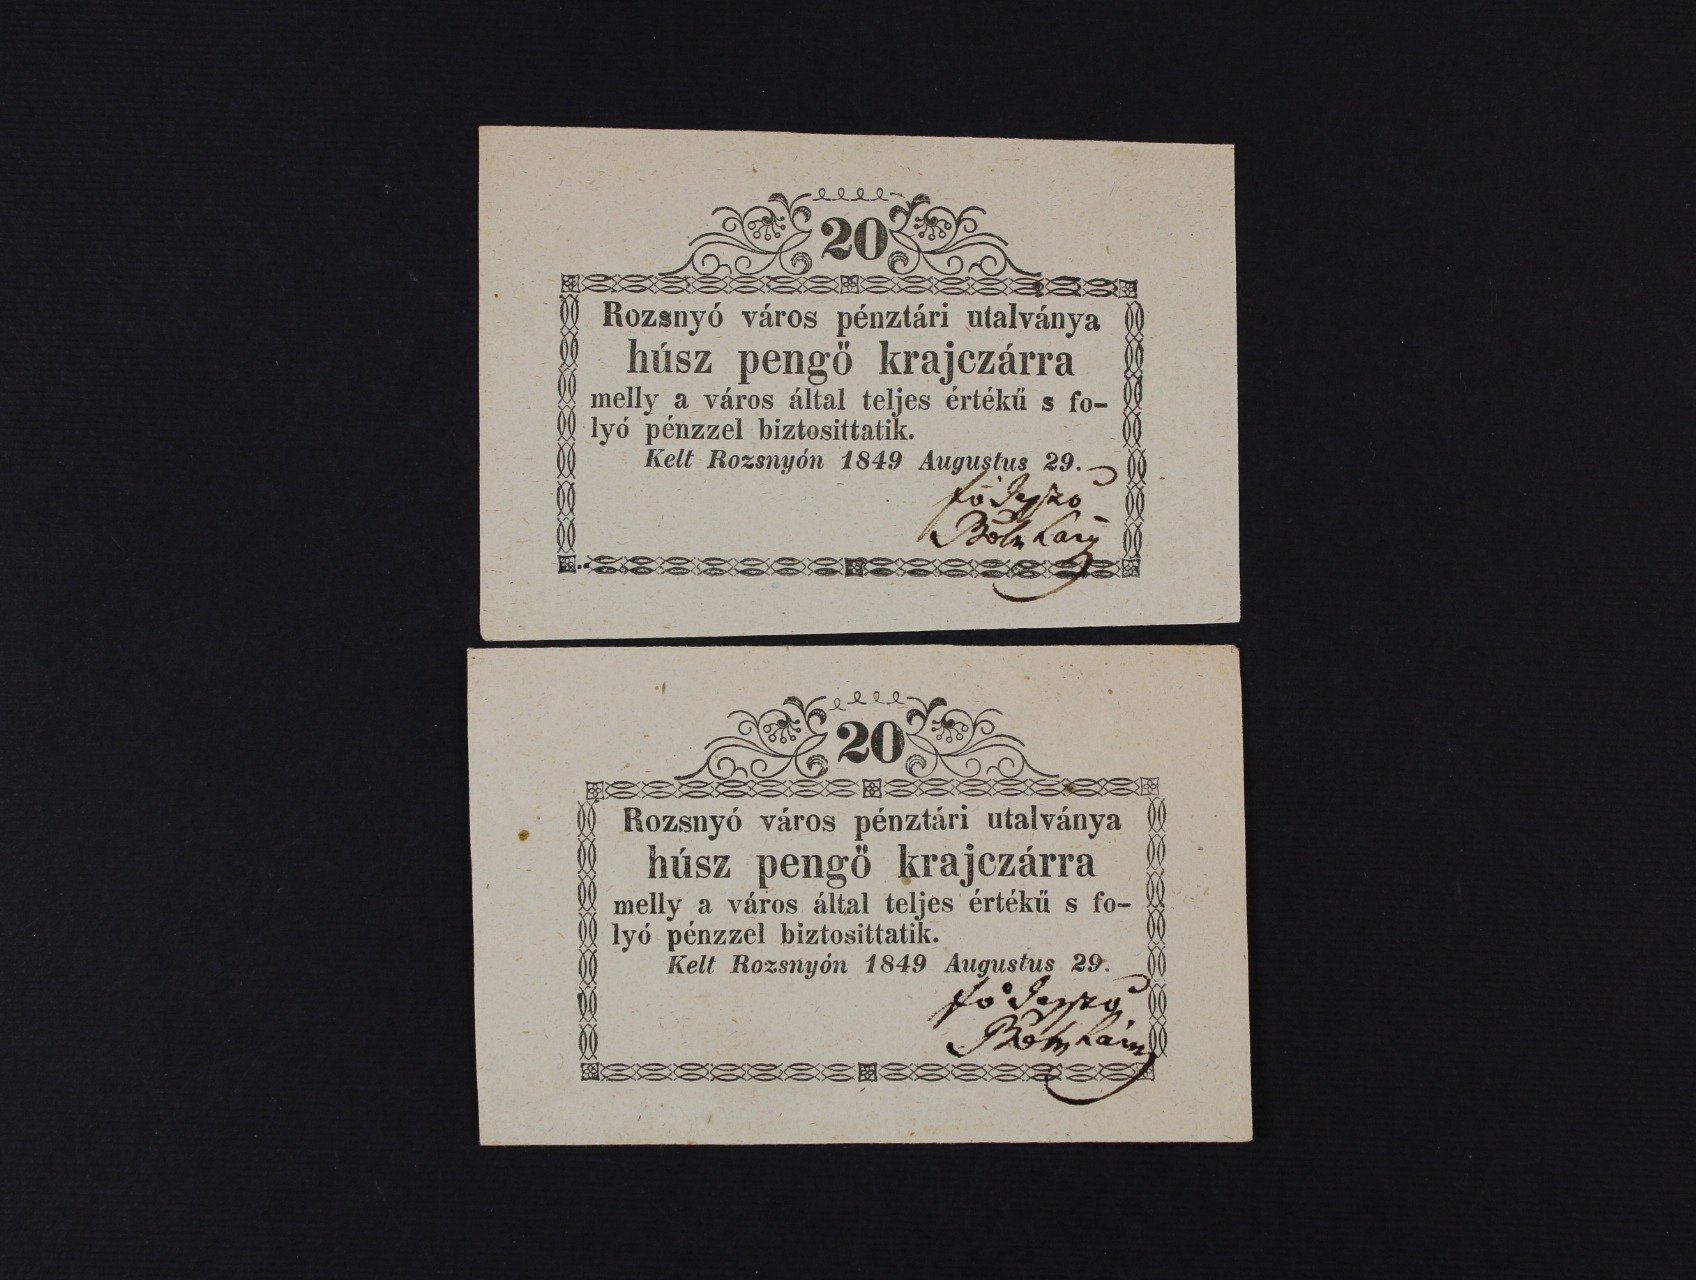 20
Rozsnyó város pénztári utalványa
húsz pengő krajczárra
melly a város által teljes értékű s fo-
lyó pénzzel biztosittatik.
Kelt Rozsnyón 1849 Augustus 29.
20
Rozsnyó város pénztári utalványa
húsz pengő krajczárra
melly a város által teljes értékű s fo-
lyó pénzzel biztosittatik.
Kelt Rozsnyón 1849 Augustus 29.